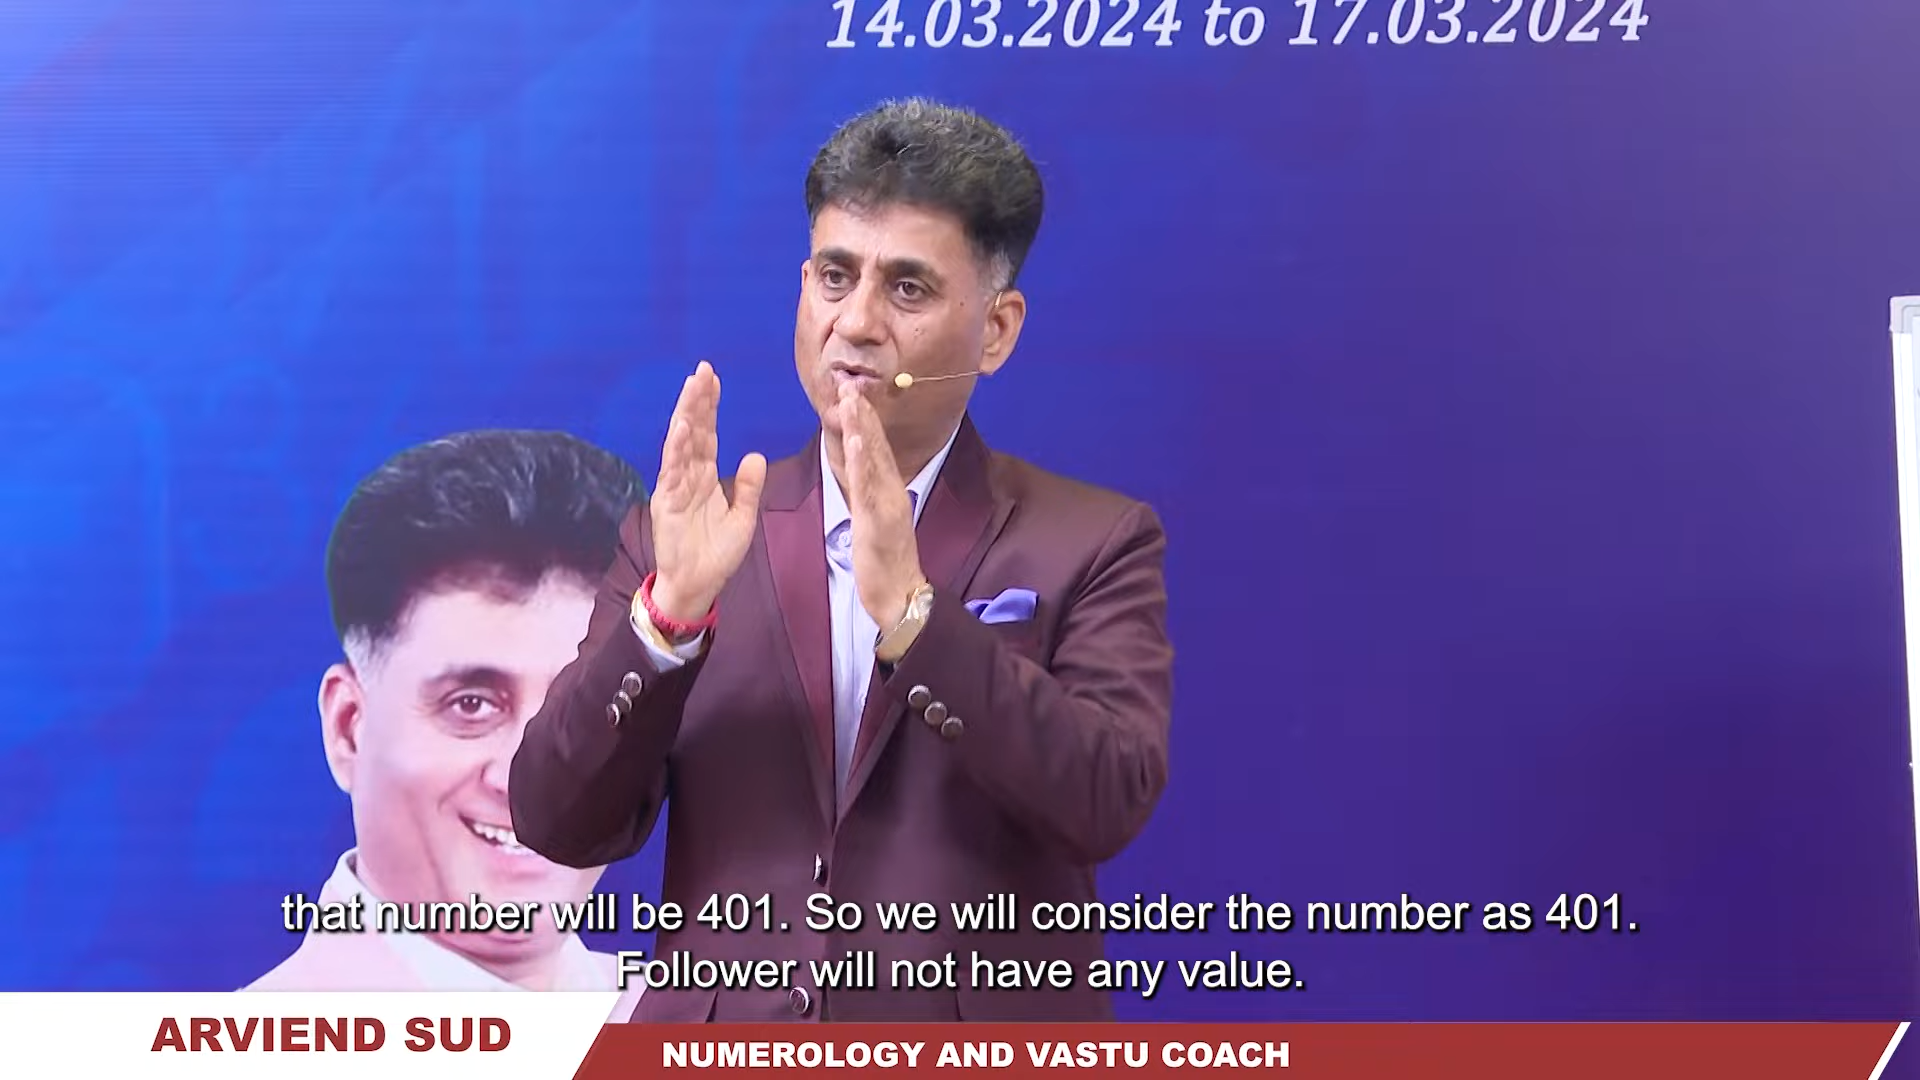 14.03.2024 to 17.03.2024
that number will be 401. So we will consider the number as 401.
Follower will not have any value.
ARVIEND SUD
NUMEROLOGY AND VASTU COACH